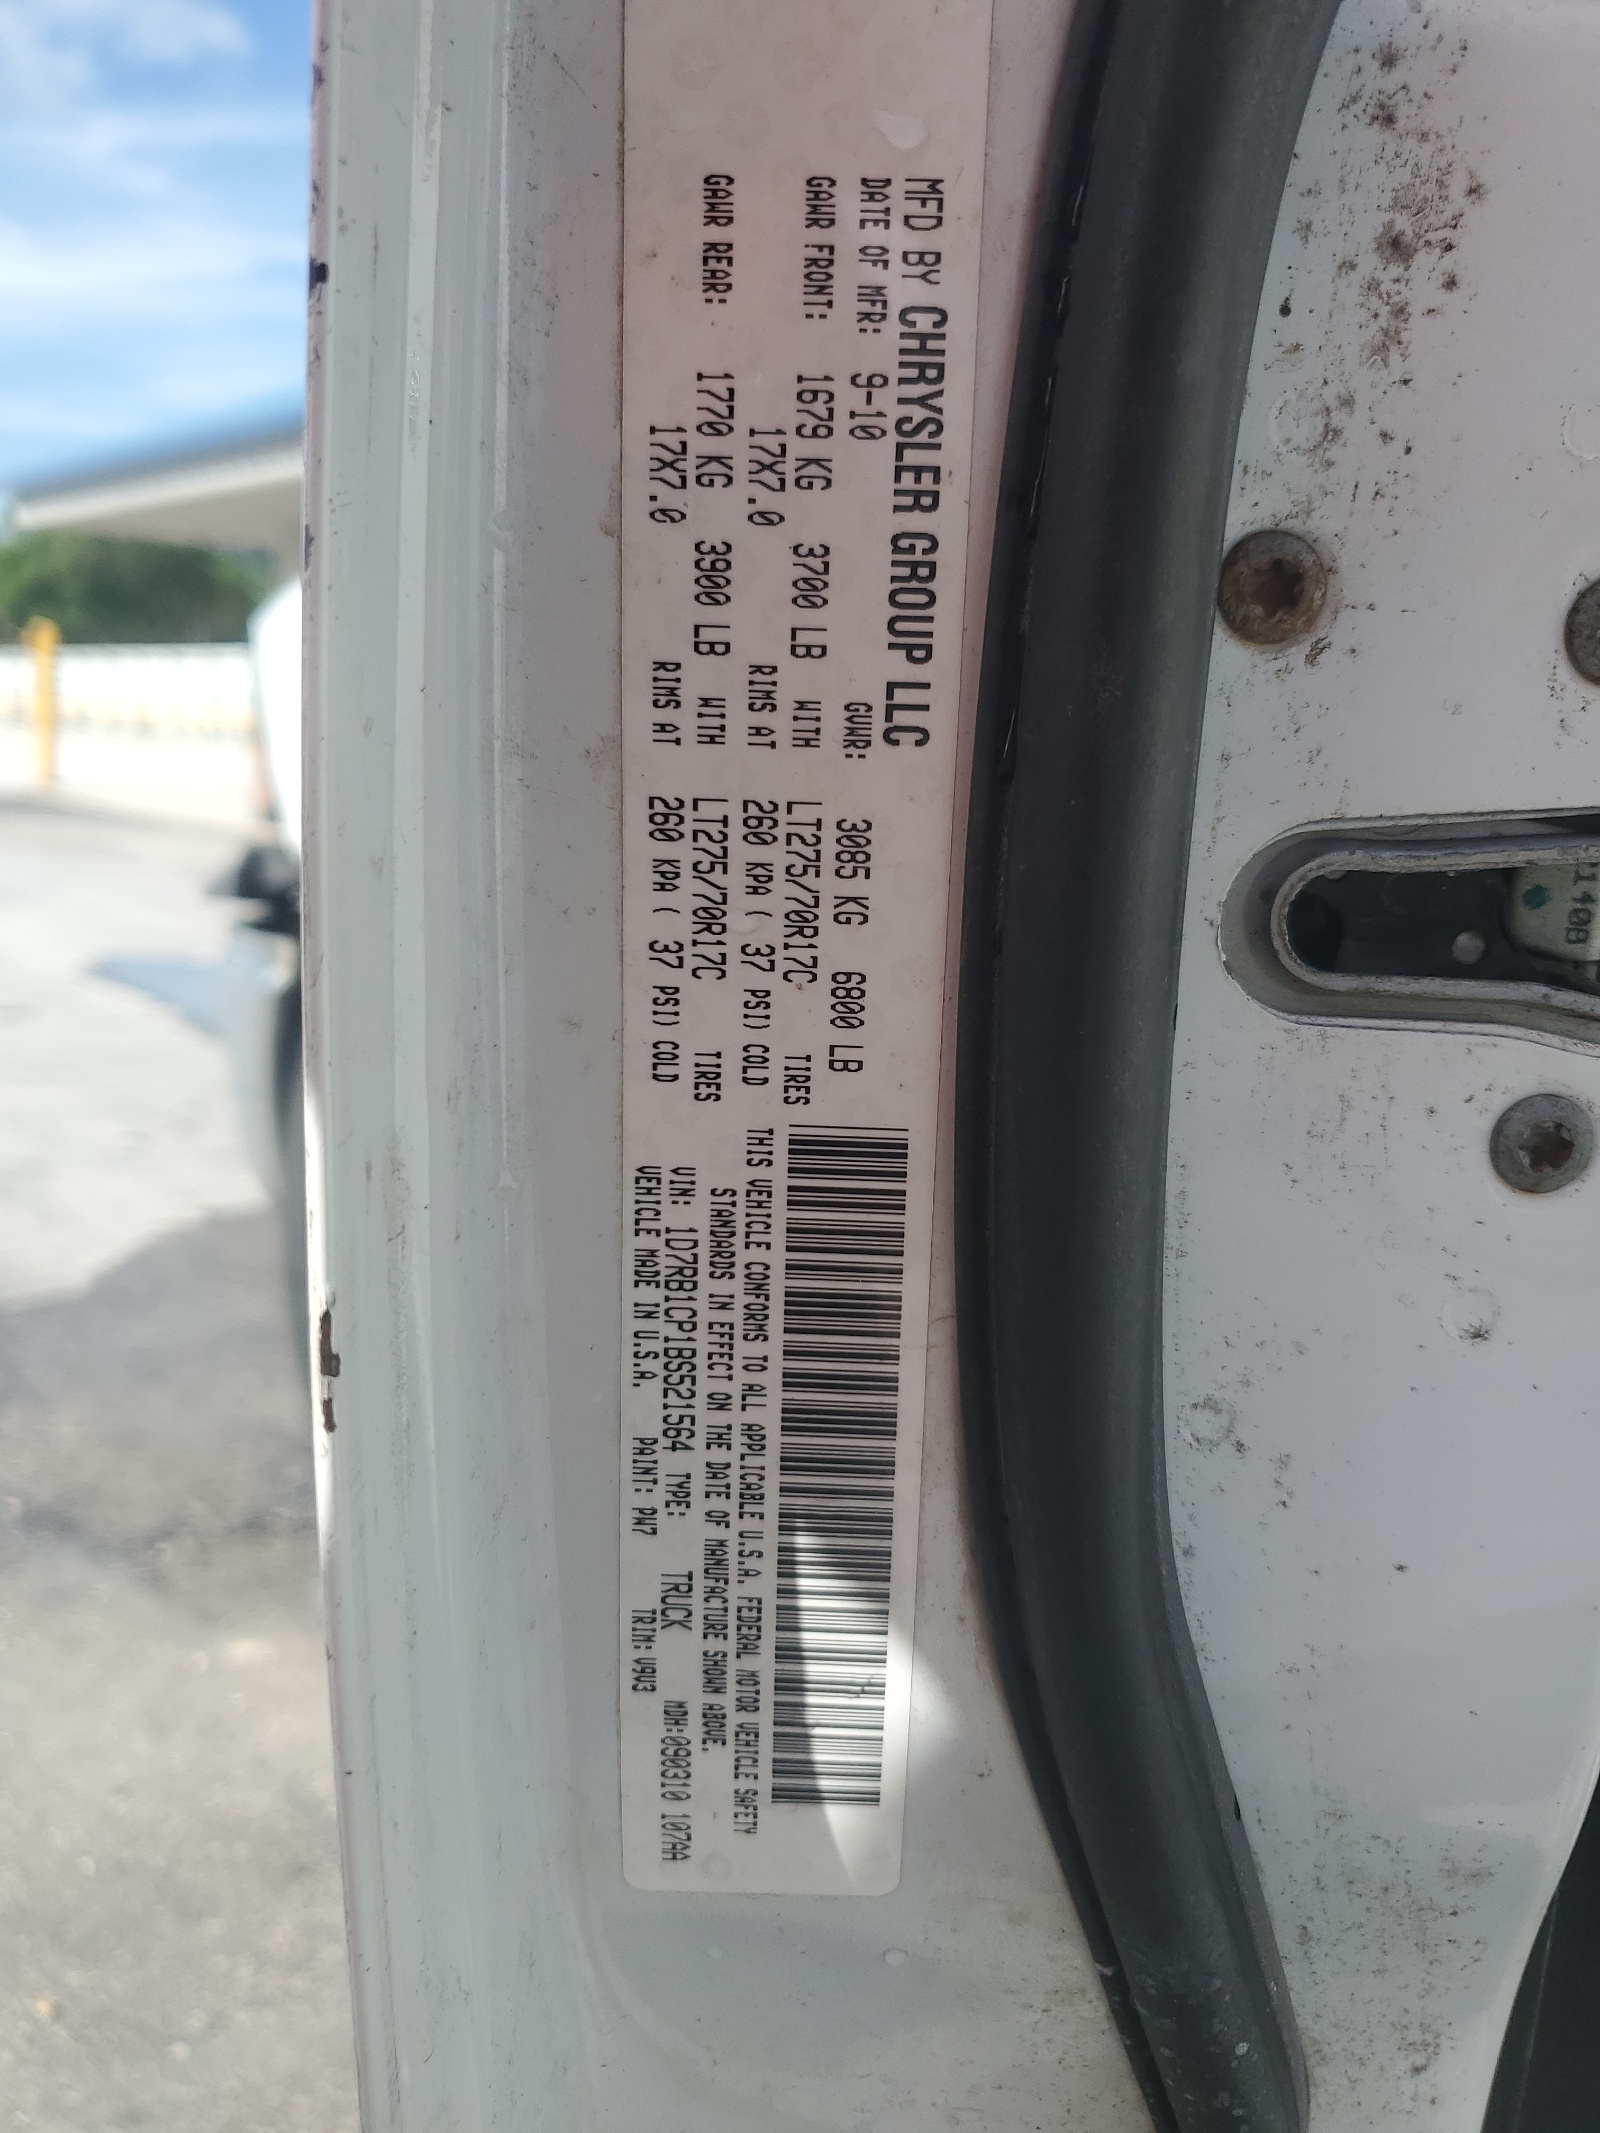 MFD BY CHRYSLER GROUP LLC
DATE OF MFR: 9-10 GVWR: 3085 KG 6800 LB
GAWR FRONT: 1679 KG 3700 LB WITH LT275/70R17C TIRES
17X7.0 RIMS AT 260 KPA ( 37 PSI) COLD
GAWR REAR: 1770 KG 3900 LB WITH LT275/70R17C TIRES
17X7.0 RIMS AT 260 KPA ( 37 PSI) COLD
THIS VEHICLE CONFORMS TO ALL APPLICABLE U.S.A. FEDERAL MOTOR VEHICLE SAFETY
STANDARDS IN EFFECT ON THE DATE OF MANUFACTURE SHOWN ABOVE.
VIN: 1D7RB1CP1BS521564 TYPE: TRUCK MDH:090310 107AA
VEHICLE MADE IN U.S.A. PAINT: PW7 TRIM: V9V3